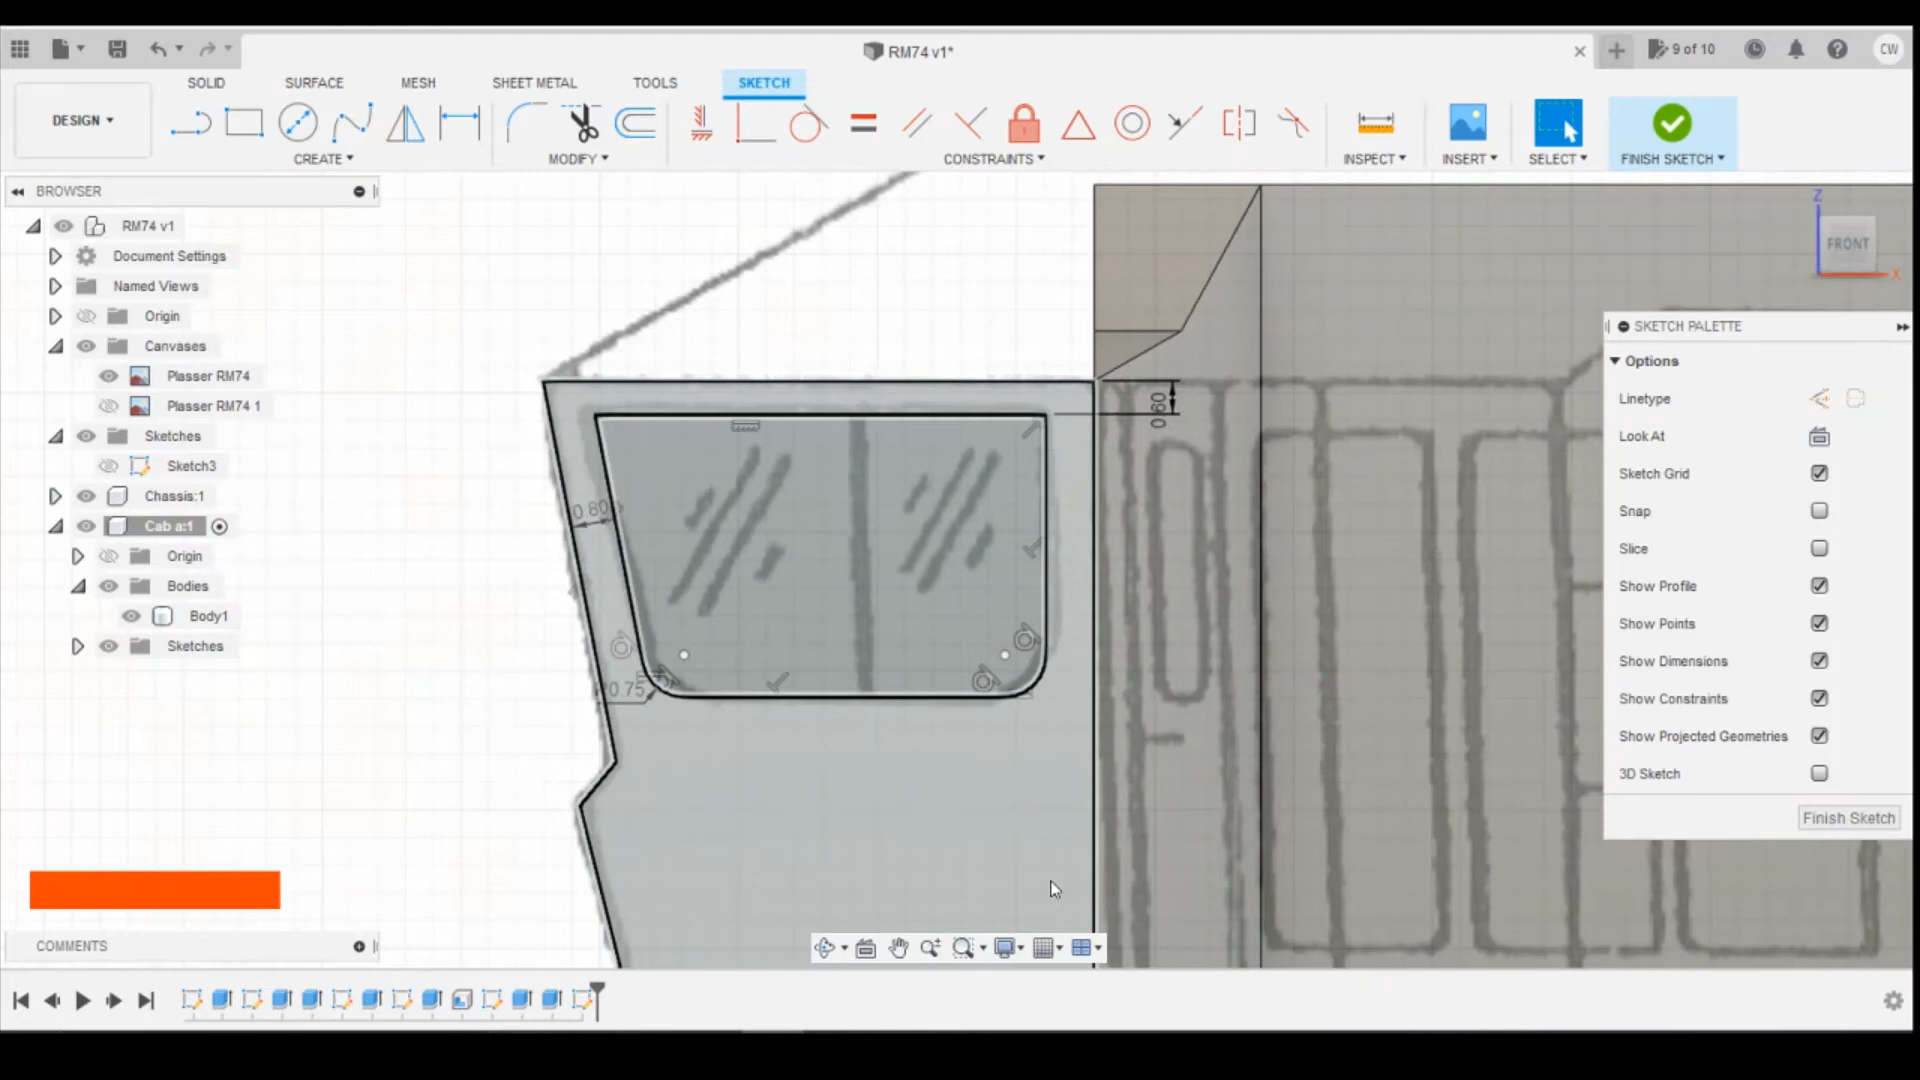 RM74 v1*
9 of 10
CW
DESIGN
SOLID
SURFACE
MESH
SHEET METAL
TOOLS
SKETCH
CREATE
MODIFY
CONSTRAINTS
INSPECT
INSERT
SELECT
FINISH SKETCH
BROWSER
RM74 v1
Document Settings
Named Views
Origin
Canvases
Plasser RM74
Plasser RM74 1
Sketches
Sketch3
Chassis:1
Cab a:1
Origin
Bodies
Body1
Sketches
COMMENTS
0.60
0.80
Z
FRONT
X
SKETCH PALETTE
Options
Linetype
Look At
Sketch Grid
Snap
Slice
Show Profile
Show Points
Show Dimensions
Show Constraints
Show Projected Geometries
3D Sketch
Finish Sketch